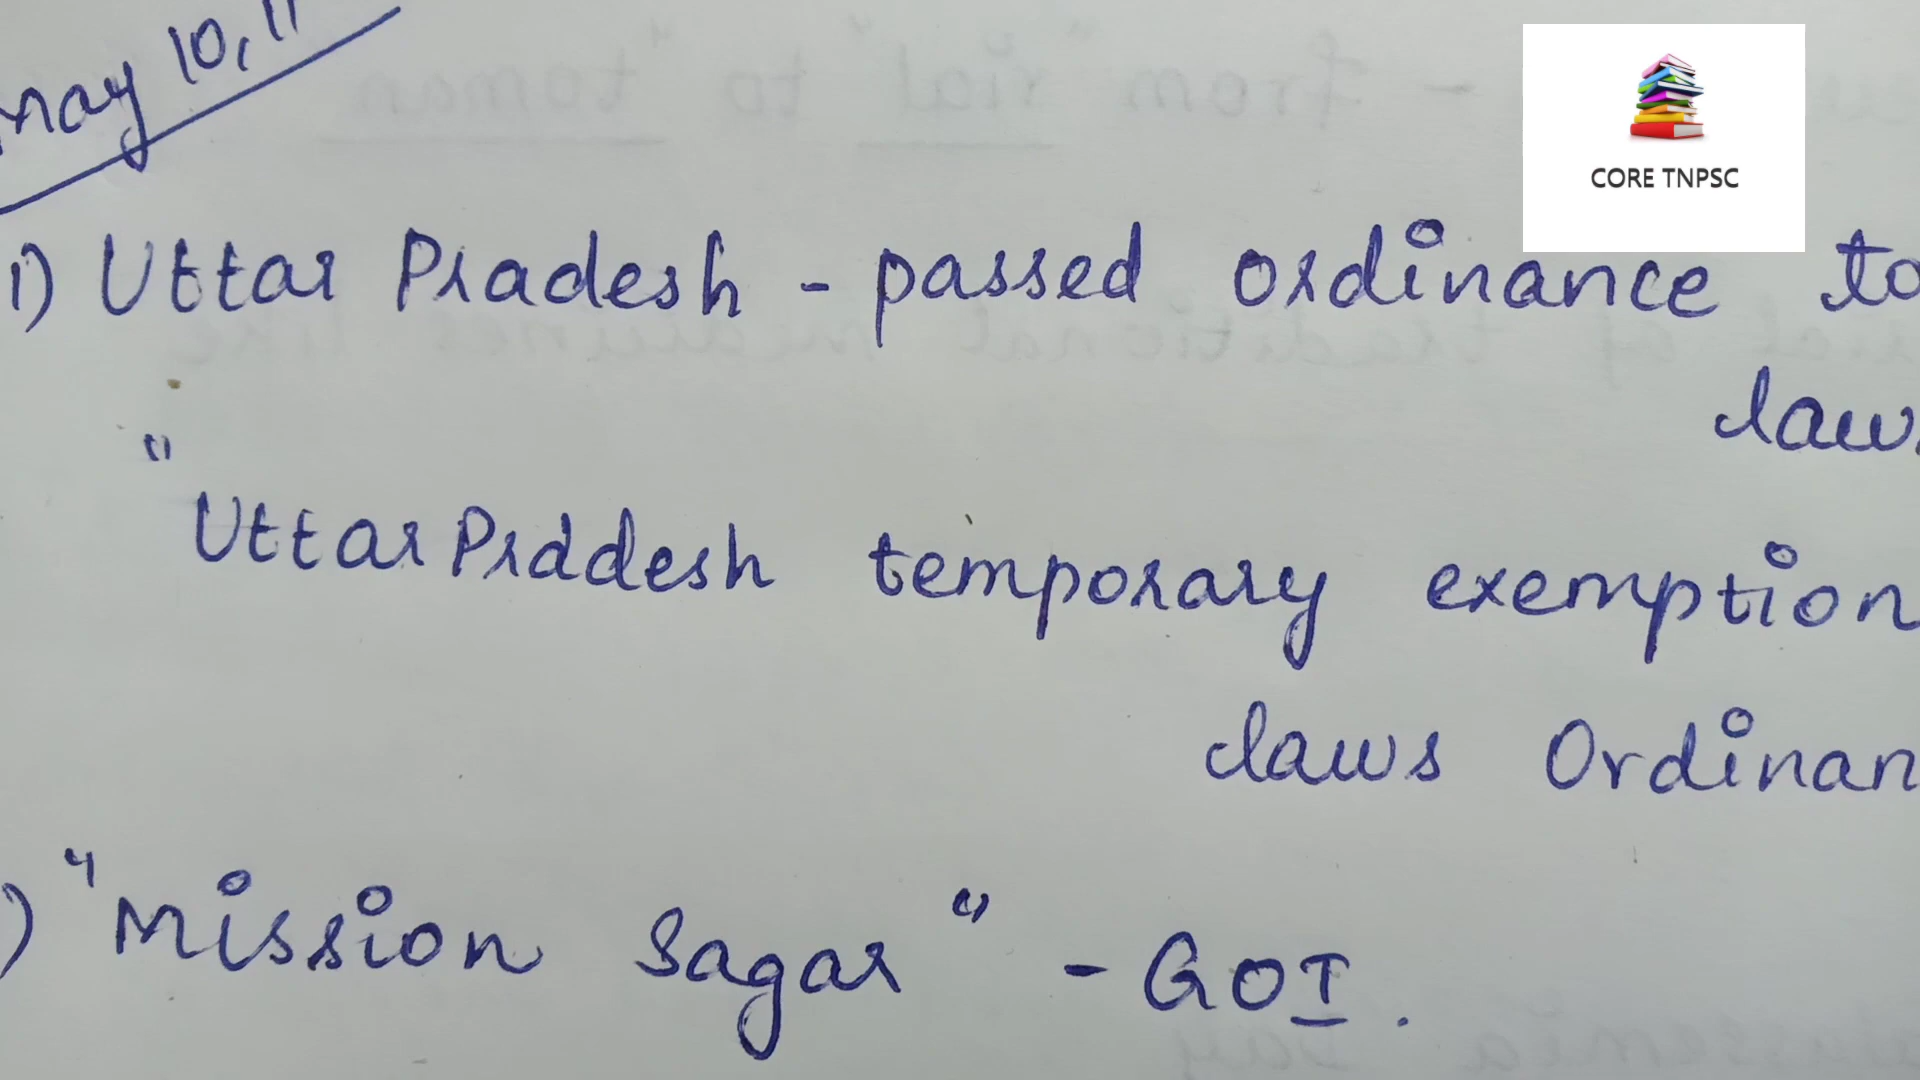 May 10, 11
CORE TNPSC
1) Uttar Pradesh - passed ordinance to
law
"Uttar Pradesh temporary exemption
laws Ordinan
) "Mission Sagar" - GOI.